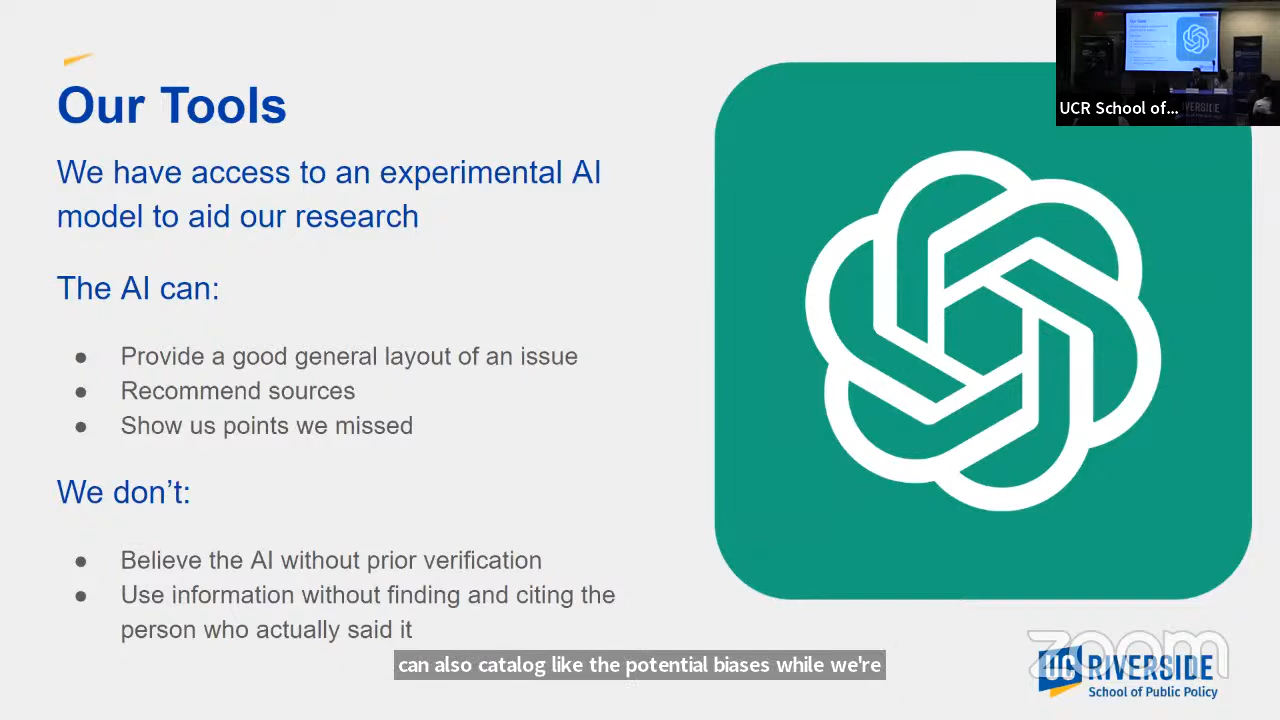 Our Tools
We have access to an experimental AI
model to aid our research
The AI can:
● Provide a good general layout of an issue
● Recommend sources
● Show us points we missed
We don’t:
● Believe the AI without prior verification
● Use information without finding and citing the
person who actually said it
can also catalog like the potential biases while we're
UCR School of...
RIVERSIDE
zoom
UC RIVERSIDE
School of Public Policy